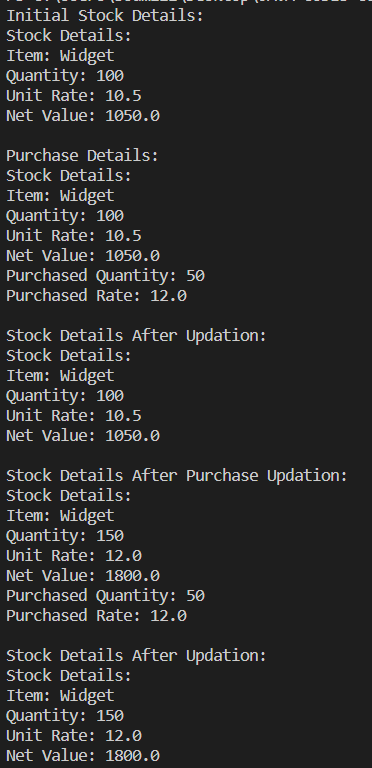 Initial Stock Details:
Stock Details:
Item: Widget
Quantity: 100
Unit Rate: 10.5
Net Value: 1050.0

Purchase Details:
Stock Details:
Item: Widget
Quantity: 100
Unit Rate: 10.5
Net Value: 1050.0
Purchased Quantity: 50
Purchased Rate: 12.0

Stock Details After Updation:
Stock Details:
Item: Widget
Quantity: 100
Unit Rate: 10.5
Net Value: 1050.0

Stock Details After Purchase Updation:
Stock Details:
Item: Widget
Quantity: 150
Unit Rate: 12.0
Net Value: 1800.0
Purchased Quantity: 50
Purchased Rate: 12.0

Stock Details After Updation:
Stock Details:
Item: Widget
Quantity: 150
Unit Rate: 12.0
Net Value: 1800.0